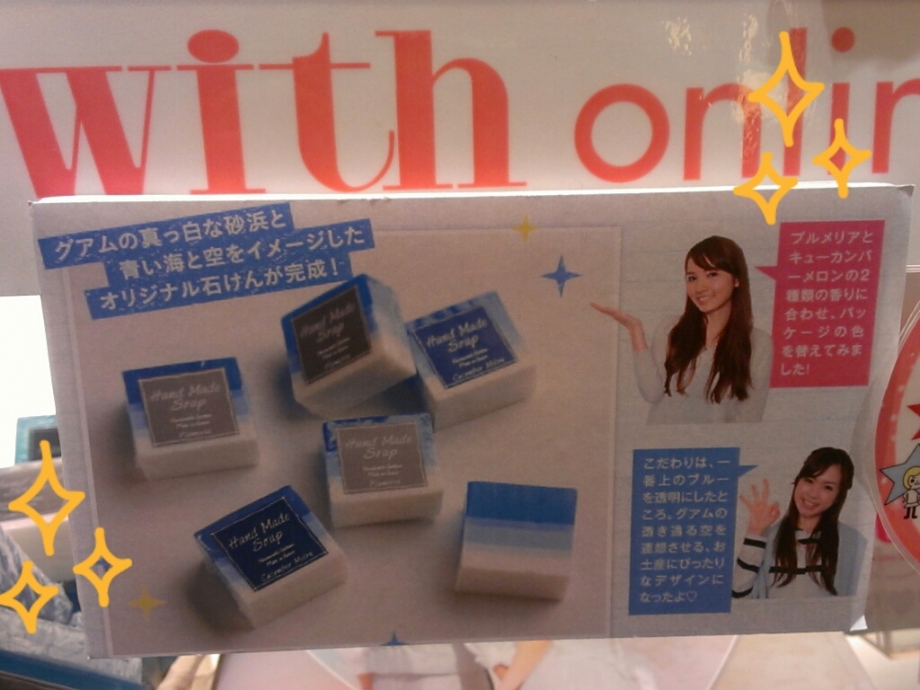 with onlin
グアムの真っ白な砂浜と
青い海と空をイメージした
オリジナル石けんが完成！
Hand Made
Soap
Hand Made
Soap
Hand Made
Soap
Hand Made
Soap
Hand Made
Soap
プルメリアと
キューカンバ
ーメロンの2
種類の香りに
合わせ、パッ
ケージの色
を替えてみま
した!
こだわりは、一
番上のブルー
を透明にしたと
ころ。グアムの
透き通る空を
連想させる、お
土産にぴったり
なデザインに
なったよ♡